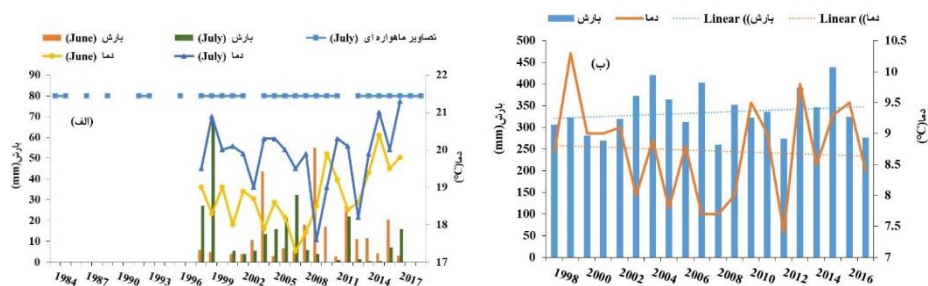 بارش (June)
بارش (July)
تصاویر ماهواره ای (July)
دما (June)
دما (July)
(الف)
بارش(mm)
90
80
70
60
50
40
30
20
10
0
دما(°C)
22
21
20
19
18
17
1984 1987 1990 1993 1996 1999 2002 2005 2008 2011 2014 2017
بارش دما Linear ((بارش Linear ((دما
(ب)
بارش(mm)
500
450
400
350
300
250
200
150
100
50
0
دما(°C)
10.5
10
9.5
9
8.5
8
7.5
7
1998 2000 2002 2004 2006 2008 2010 2012 2014 2016